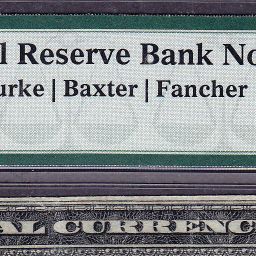 l Reserve Bank No
urke | Baxter | Fancher
AL CURRENC